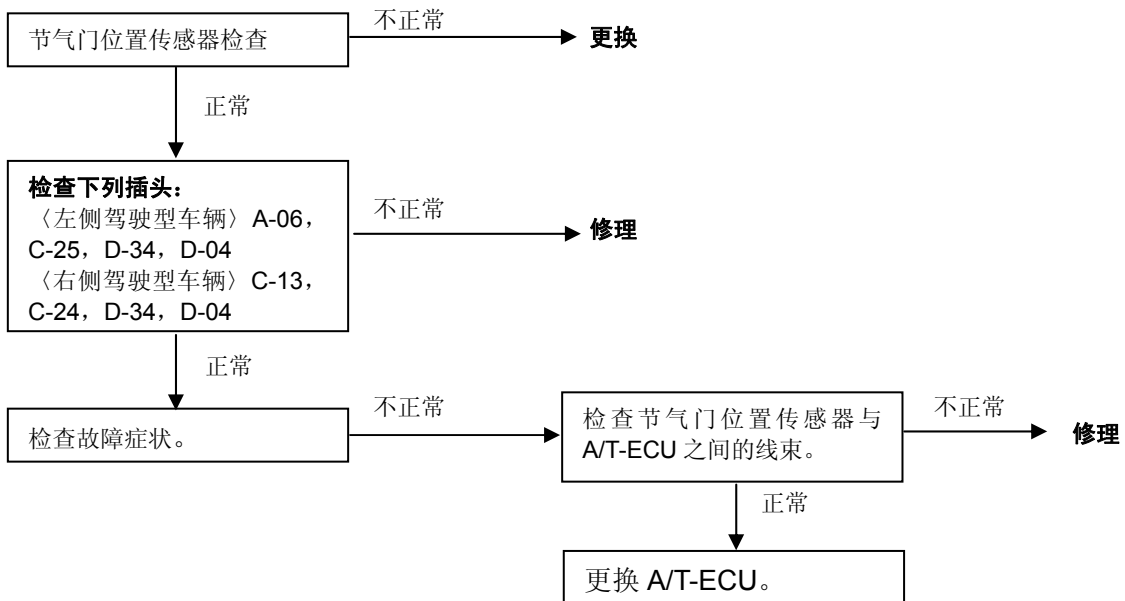 不正常
节气门位置传感器检查
更换
正常
检查下列插头：
〈左侧驾驶型车辆〉A-06，
C-25，D-34，D-04
〈右侧驾驶型车辆〉C-13，
C-24，D-34，D-04
不正常
修理
正常
检查故障症状。
不正常
检查节气门位置传感器与
A/T-ECU 之间的线束。
不正常
修理
正常
更换 A/T-ECU。